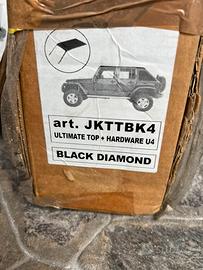 art. JKTTBK4
ULTIMATE TOP + HARDWARE U4
BLACK DIAMOND